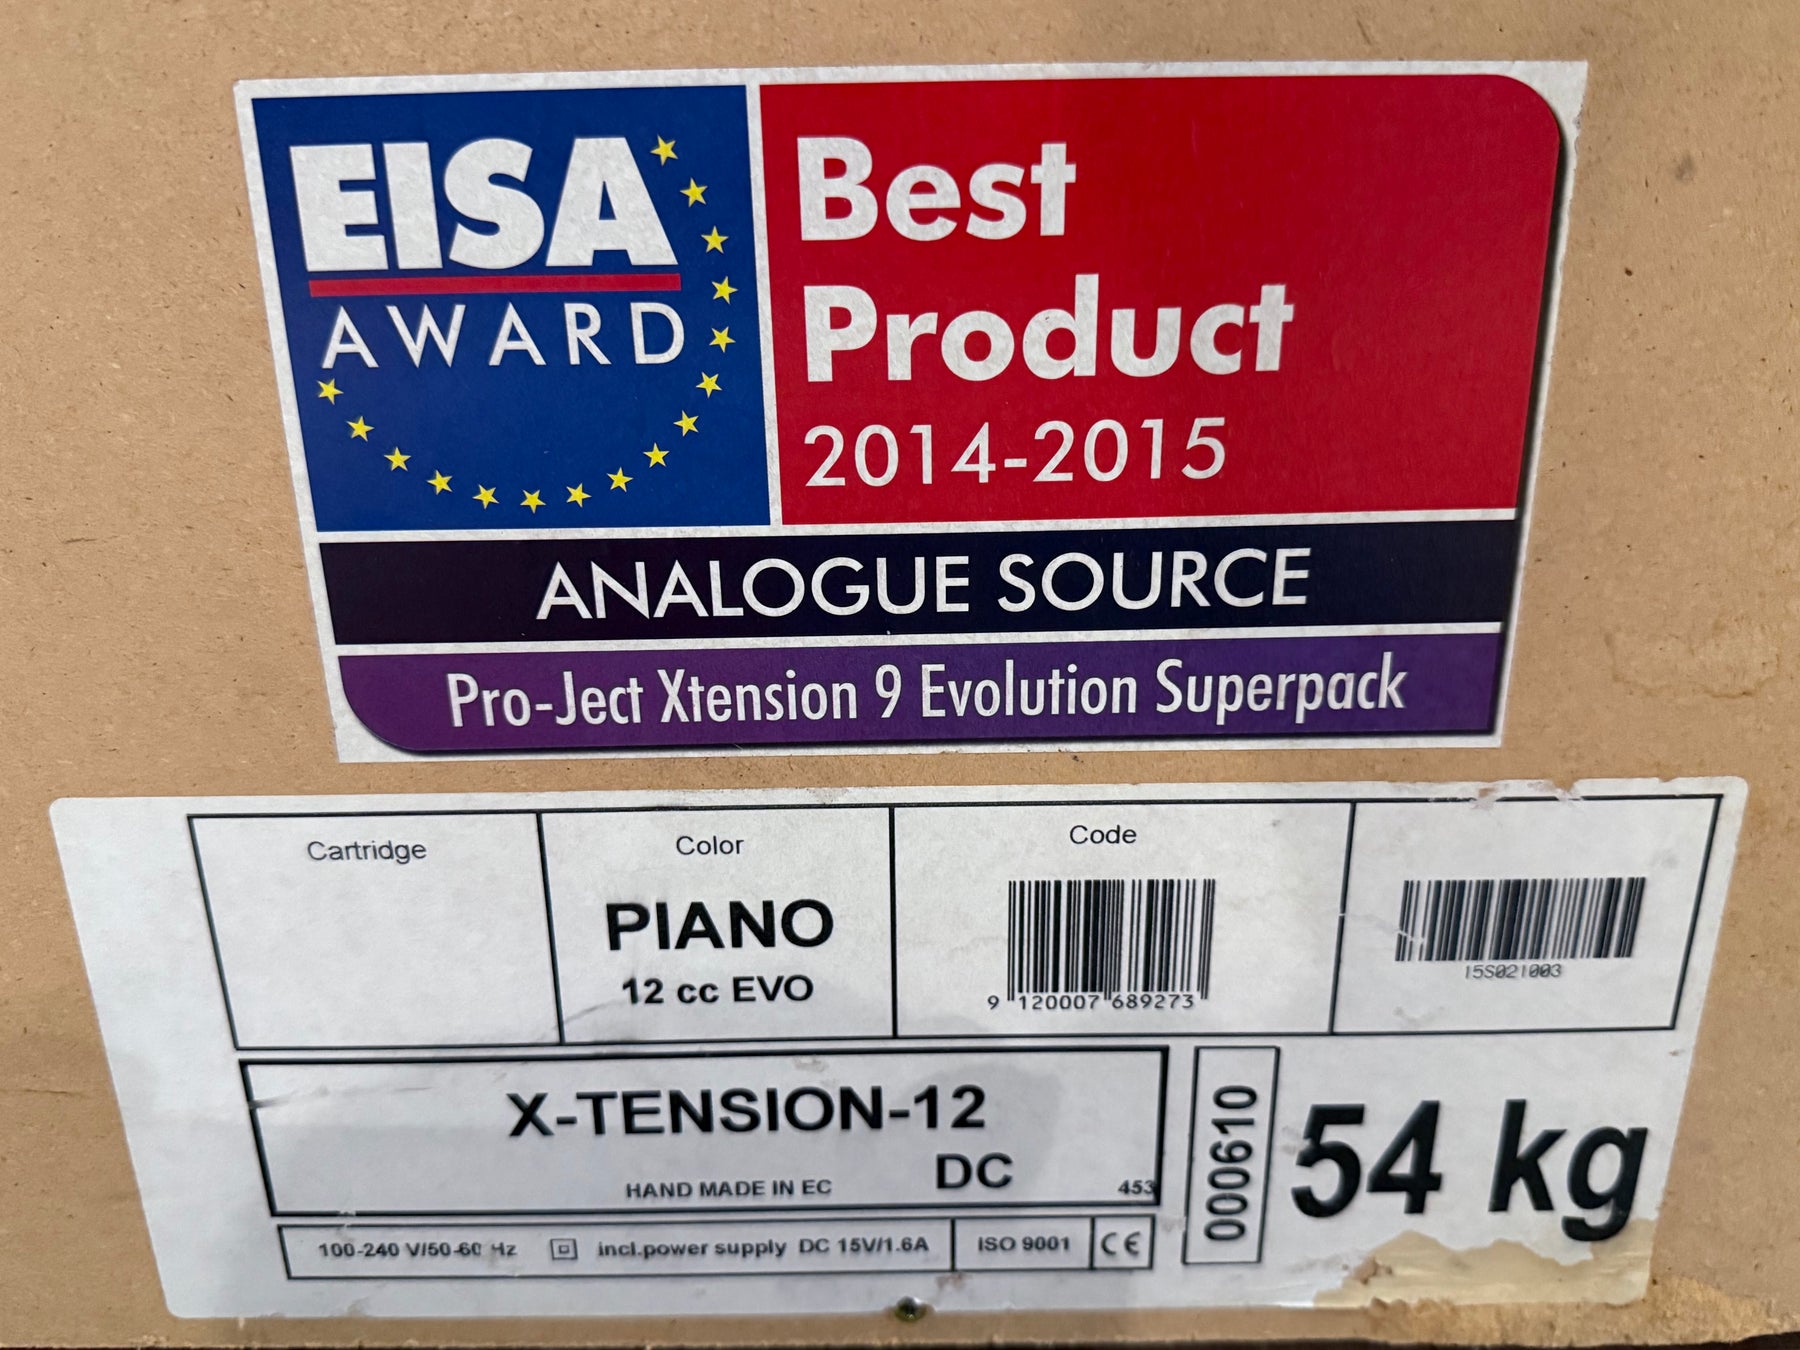 EISA
AWARD
Best
Product
2014-2015
ANALOGUE SOURCE
Pro-Ject Xtension 9 Evolution Superpack
Cartridge
Color
PIANO
12 cc EVO
Code
9 120007 689273
15S021003
X-TENSION-12
DC
HAND MADE IN EC
453
000610
54 kg
100-240 V/50-60 Hz
incl.power supply DC 15V/1.6A
ISO 9001
CE